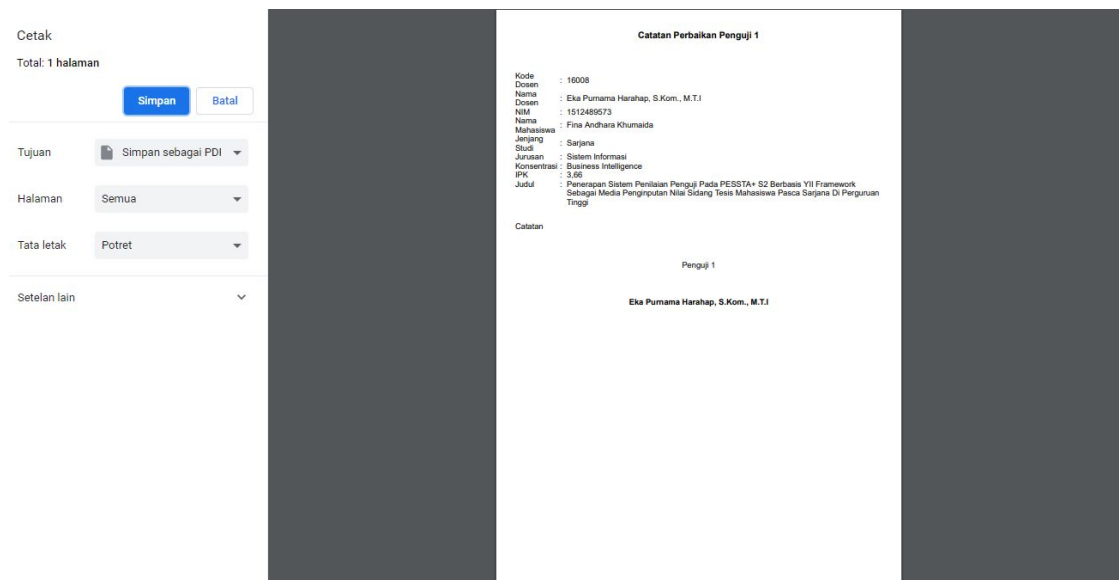 Cetak
Total: 1 halaman
Simpan
Batal
Tujuan
Simpan sebagai PDI
Halaman
Semua
Tata letak
Potret
Setelan lain
Catatan Perbaikan Penguji 1
Kode Dosen : 16008
Nama Dosen : Eka Purnama Harahap, S.Kom., M.T.I
NIM : 1512489573
Nama Mahasiswa : Fina Andhara Khumaida
Jenjang Studi : Sarjana
Jurusan : Sistem Informasi
Konsentrasi : Business Intelligence
IPK : 3,66
Judul : Penerapan Sistem Penilaian Penguji Pada PESSTA+ S2 Berbasis YII Framework
Sebagai Media Penginputan Nilai Sidang Tesis Mahasiswa Pasca Sarjana Di Perguruan
Tinggi
Catatan
Penguji 1
Eka Purnama Harahap, S.Kom., M.T.I